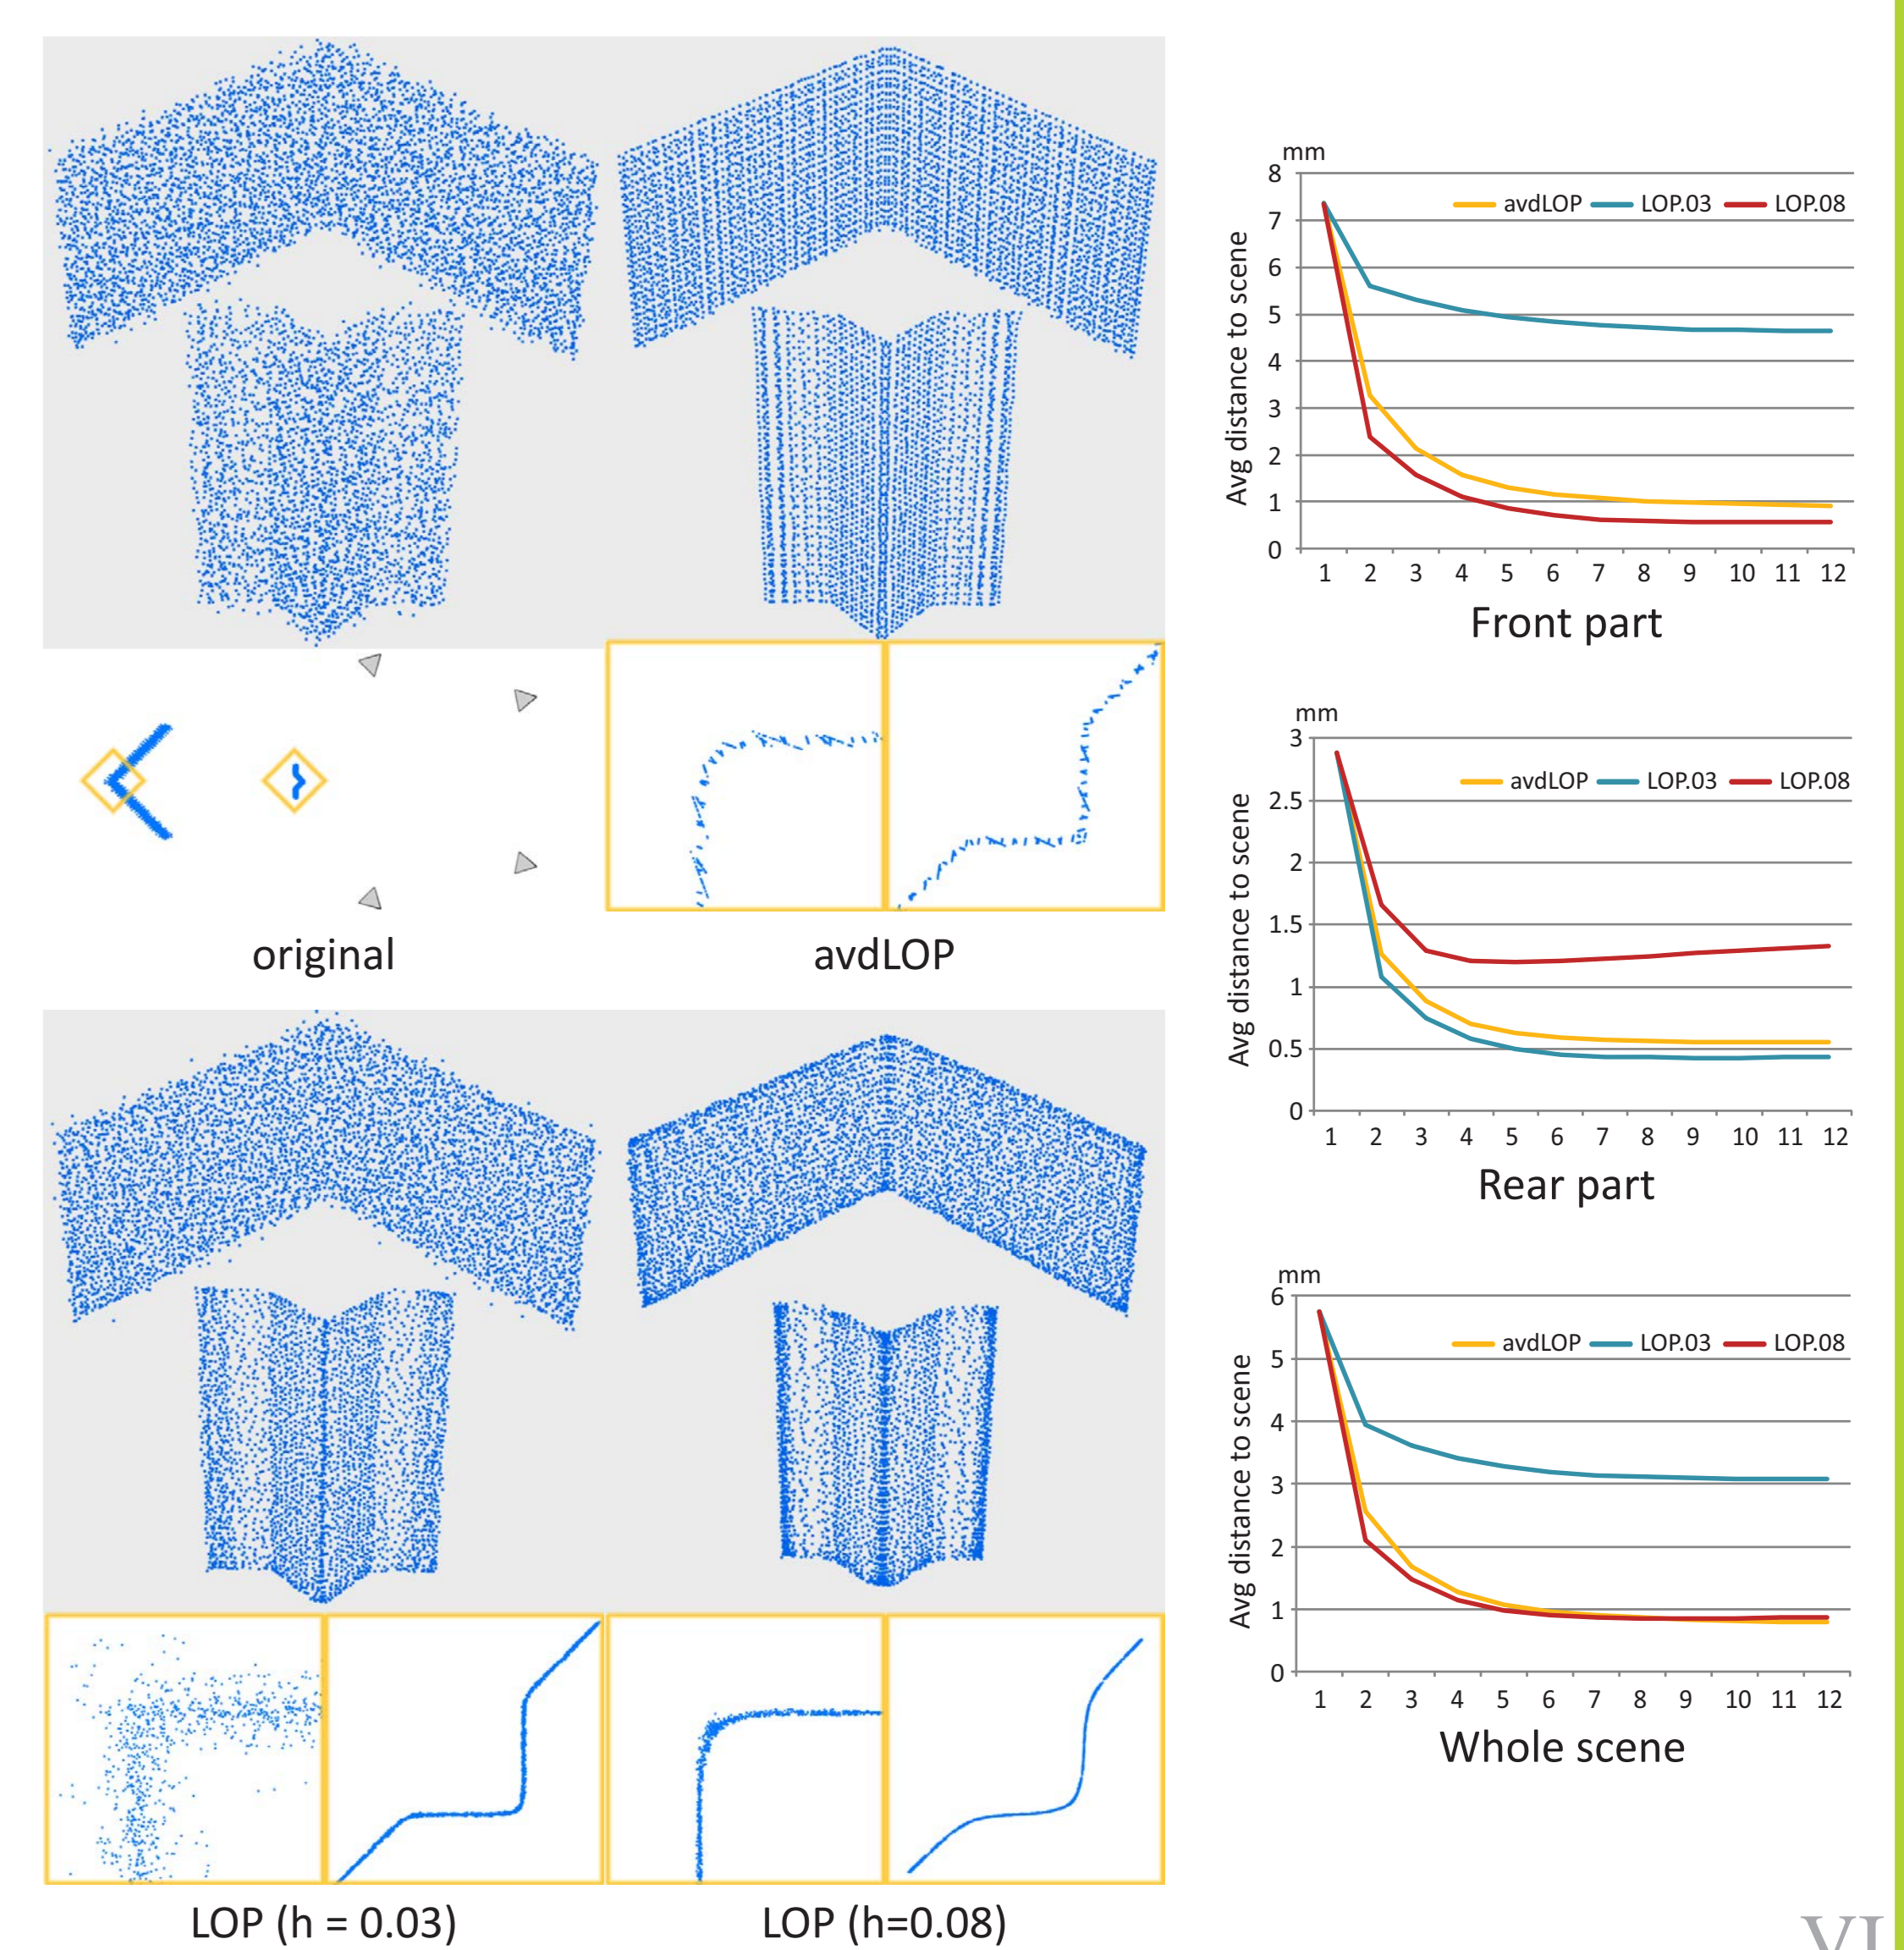 original
avdLOP
LOP (h = 0.03)
LOP (h=0.08)
mm
avdLOP LOP.03 LOP.08
Avg distance to scene
8
7
6
5
4
3
2
1
0
1 2 3 4 5 6 7 8 9 10 11 12
Front part
mm
avdLOP LOP.03 LOP.08
Avg distance to scene
3
2.5
2
1.5
1
0.5
0
1 2 3 4 5 6 7 8 9 10 11 12
Rear part
mm
avdLOP LOP.03 LOP.08
Avg distance to scene
6
5
4
3
2
1
0
1 2 3 4 5 6 7 8 9 10 11 12
Whole scene
VI